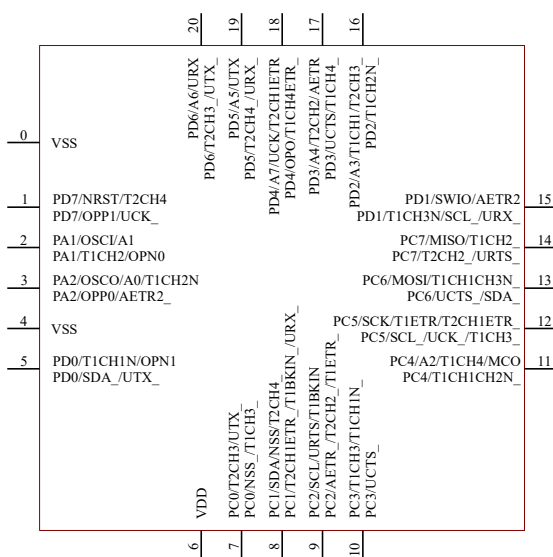 20
19
18
17
16
PD6/A6/URX
PD6/T2CH3_/UTX_
PD5/A5/UTX
PD5/T2CH4_/URX_
PD4/A7/UCK/T2CH1ETR
PD4/OPO/T1CH4ETR_
PD3/A4/T2CH2/AETR
PD3/UCTS/T1CH4_
PD2/A3/T1CH1/T2CH3_
PD2/T1CH2N_
0
VSS
1
PD7/NRST/T2CH4
PD7/OPP1/UCK_
2
PA1/OSCI/A1
PA1/T1CH2/OPN0
3
PA2/OSCO/A0/T1CH2N
PA2/OPP0/AETR2_
4
VSS
5
PD0/T1CH1N/OPN1
PD0/SDA_/UTX_
PD1/SWIO/AETR2
PD1/T1CH3N/SCL_/URX_
15
PC7/MISO/T1CH2_
PC7/T2CH2_/URTS_
14
PC6/MOSI/T1CH1CH3N_
PC6/UCTS_/SDA_
13
PC5/SCK/T1ETR/T2CH1ETR_
PC5/SCL_/UCK_/T1CH3_
12
PC4/A2/T1CH4/MCO
PC4/T1CH1CH2N_
11
VDD
PC0/T2CH3/UTX_
PC0/NSS_/T1CH3_
PC1/SDA/NSS/T2CH4_
PC1/T2CH1ETR_/T1BKIN_/URX_
PC2/SCL/URTS/T1BKIN
PC2/AETR_/T2CH2_/T1ETR_
PC3/T1CH3/T1CH1N_
PC3/UCTS_
6
7
8
9
10